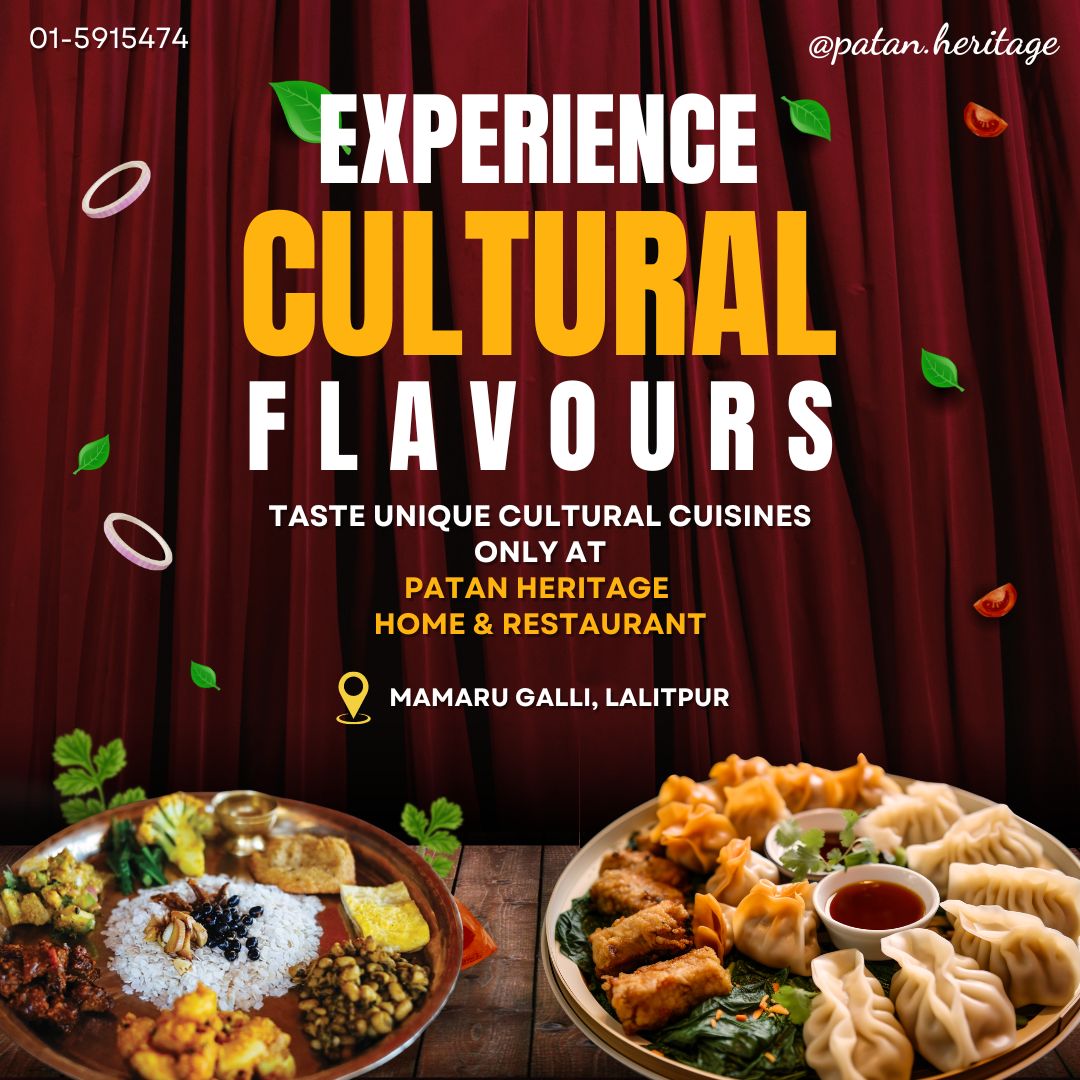 01-5915474
@patan.heritage
EXPERIENCE
CULTURAL
FLAVOURS
TASTE UNIQUE CULTURAL CUISINES
ONLY AT
PATAN HERITAGE
HOME & RESTAURANT
MAMARU GALLI, LALITPUR